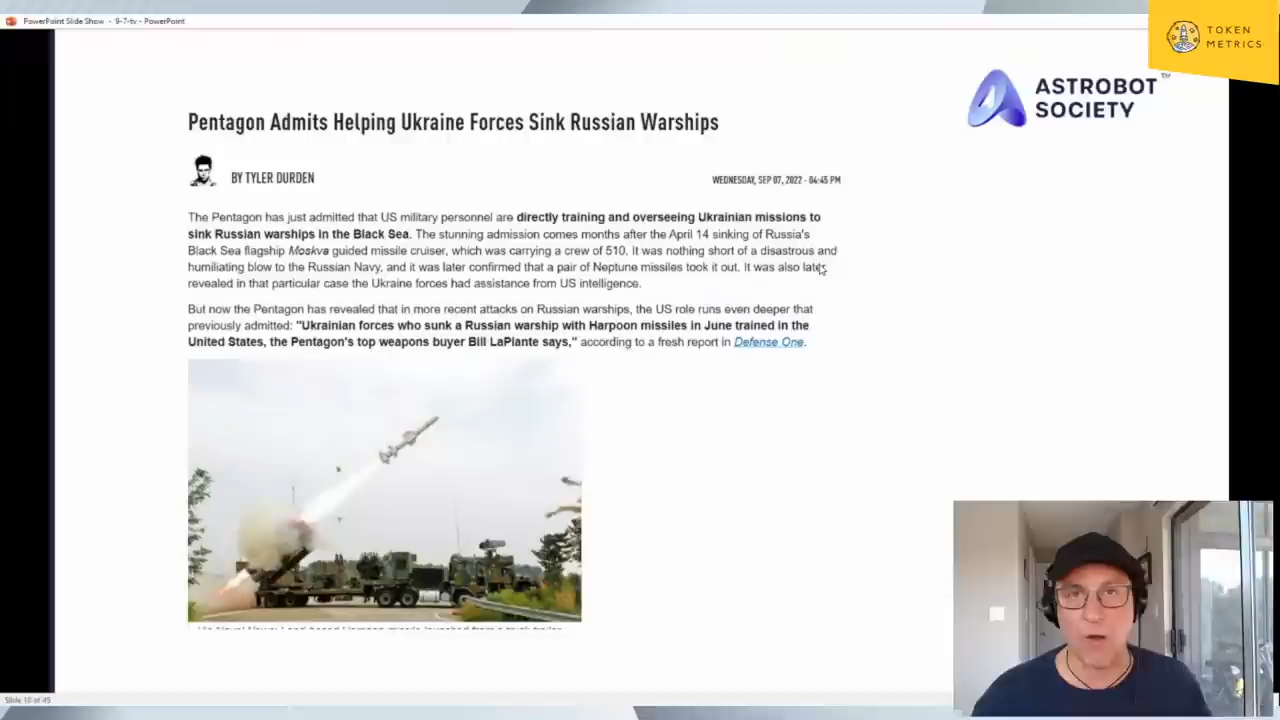 PowerPoint Slide Show - 9-7-tv - PowerPoint
TOKEN
METRICS
ASTROBOT
SOCIETY
TM
Pentagon Admits Helping Ukraine Forces Sink Russian Warships
BY TYLER DURDEN
WEDNESDAY, SEP 07, 2022 - 04:45 PM
The Pentagon has just admitted that US military personnel are directly training and overseeing Ukrainian missions to
sink Russian warships in the Black Sea. The stunning admission comes months after the April 14 sinking of Russia's
Black Sea flagship Moskva guided missile cruiser, which was carrying a crew of 510. It was nothing short of a disastrous and
humiliating blow to the Russian Navy, and it was later confirmed that a pair of Neptune missiles took it out. It was also later
revealed in that particular case the Ukraine forces had assistance from US intelligence.
But now the Pentagon has revealed that in more recent attacks on Russian warships, the US role runs even deeper that
previously admitted: "Ukrainian forces who sunk a Russian warship with Harpoon missiles in June trained in the
United States, the Pentagon's top weapons buyer Bill LaPlante says," according to a fresh report in Defense One.
Slide 10 of 45